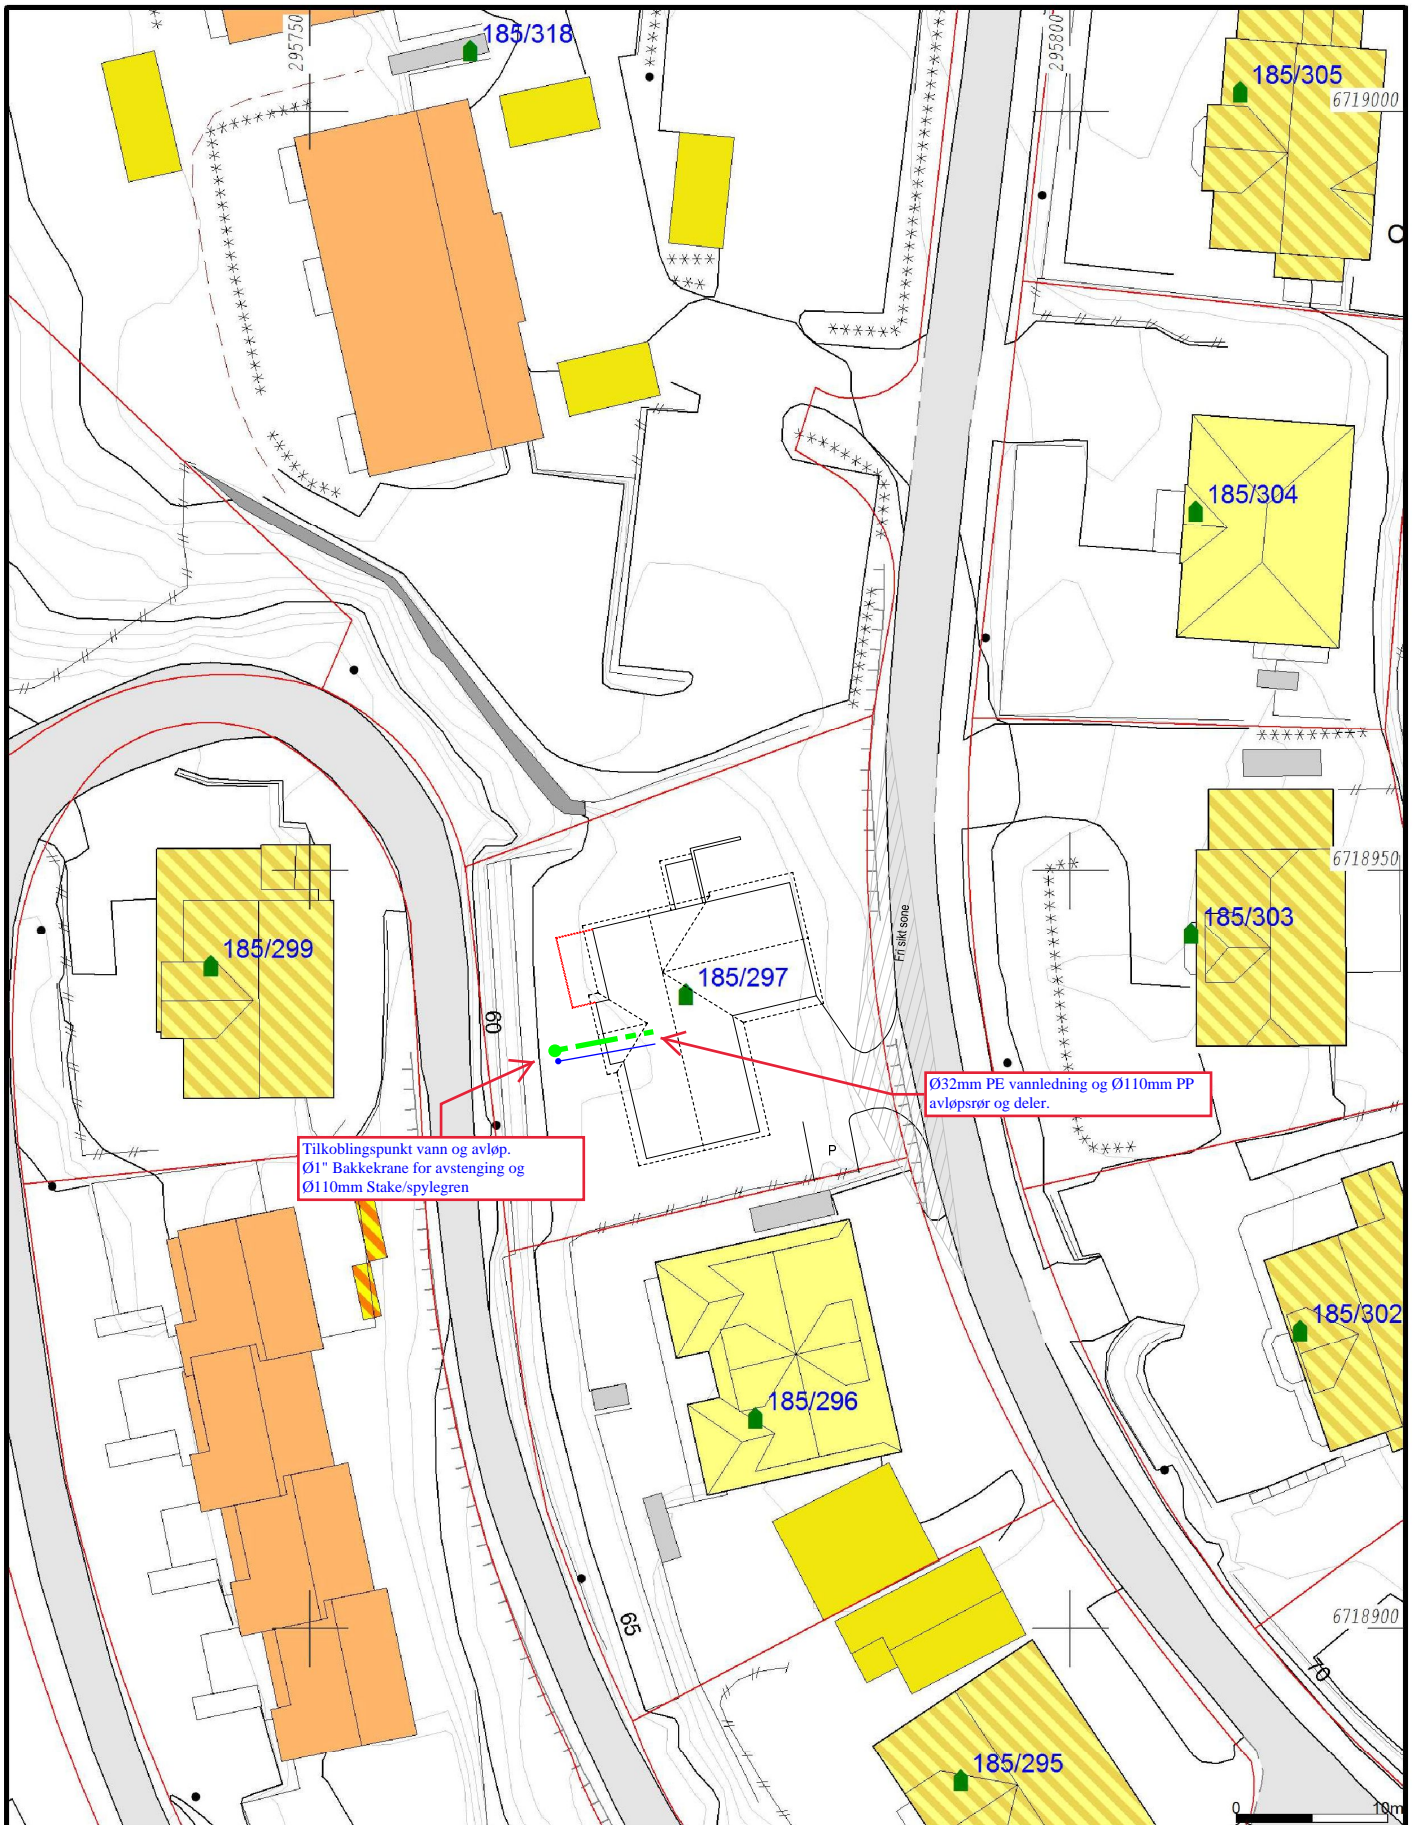 295750
185/318
295800
185/305
6719000
O
185/304
6718950
185/303
Fri sikt sone
185/299
185/297
60
Ø32mm PE vannledning og Ø110mm PP
avløpsrør og deler.
Tilkoblingspunkt vann og avløp.
Ø1" Bakkekrane for avstenging og
Ø110mm Stake/spylegren
P
185/302
185/296
65
6718900
70
185/295
0
10m